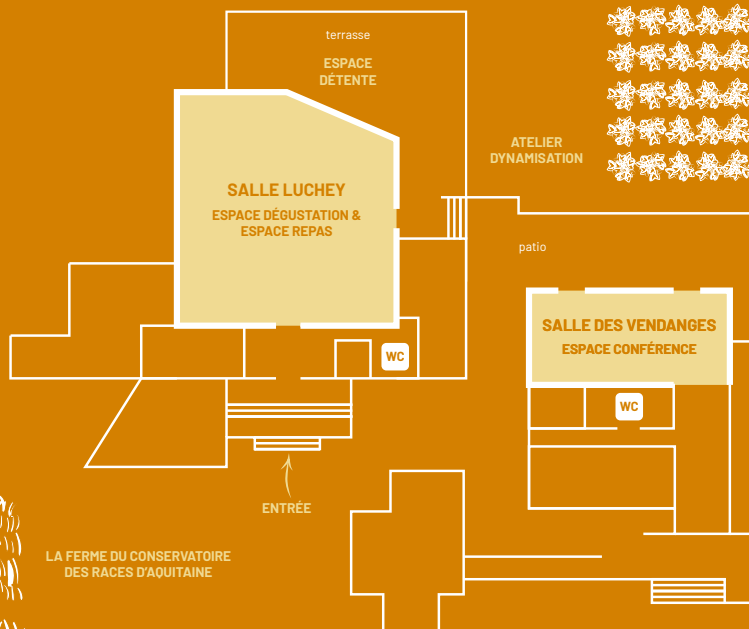 terrasse
ESPACE
DÉTENTE
ATELIER
DYNAMISATION
SALLE LUCHEY
ESPACE DÉGUSTATION &
ESPACE REPAS
patio
SALLE DES VENDANGES
ESPACE CONFÉRENCE
WC
WC
ENTRÉE
LA FERME DU CONSERVATOIRE
DES RACES D'AQUITAINE